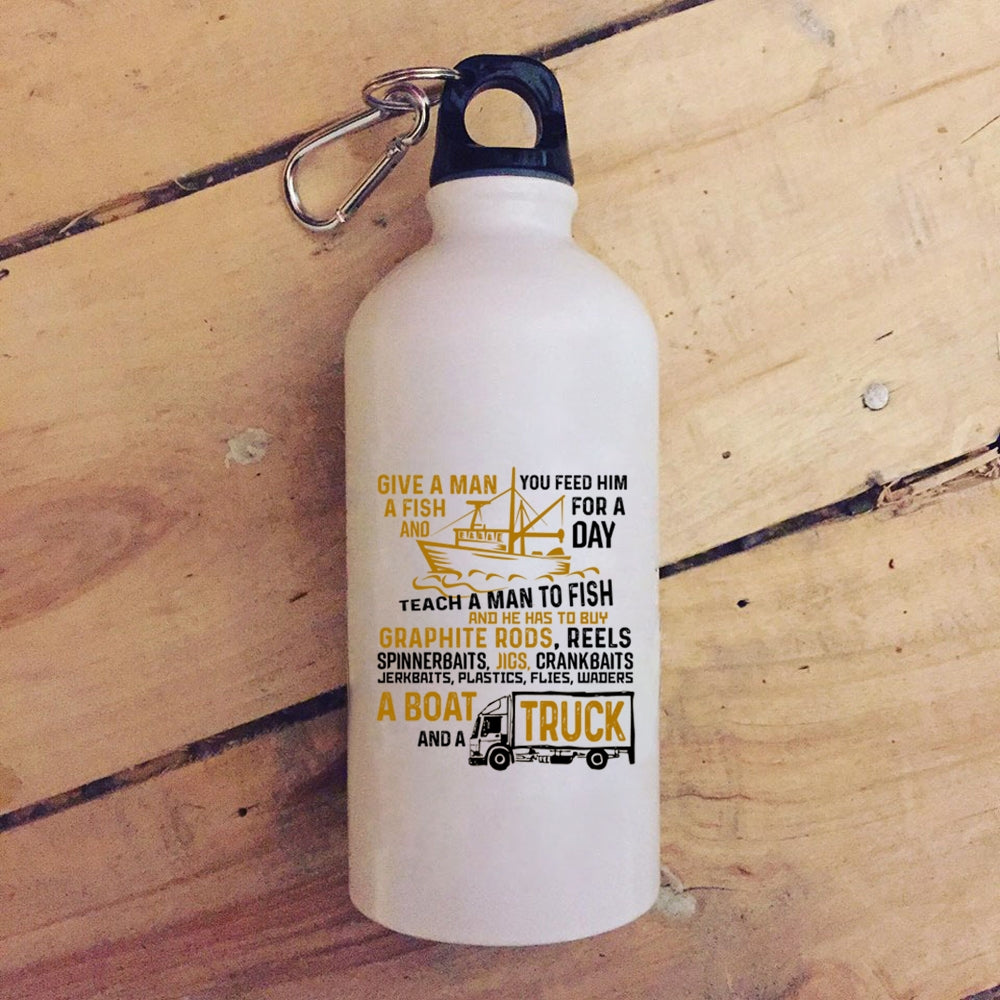 GIVE A MAN
A FISH
AND
YOU FEED HIM
FOR A
DAY
TEACH A MAN TO FISH
AND HE HAS TO BUY
GRAPHITE RODS, REELS
SPINNERBAITS, JIGS, CRANKBAITS
JERKBAITS, PLASTICS, FLIES, WADERS
A BOAT
AND A
TRUCK